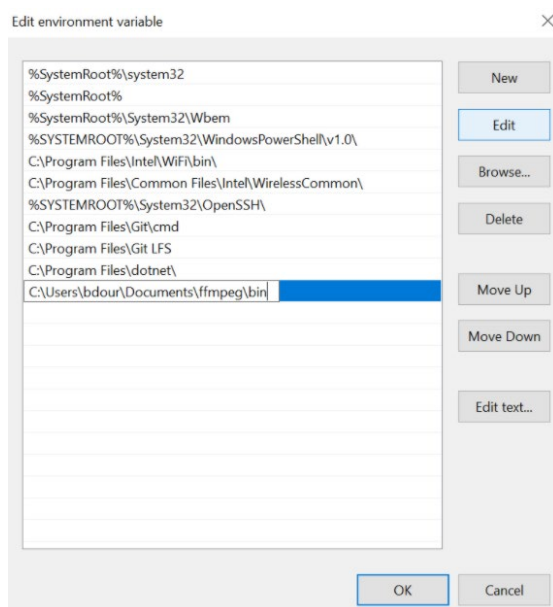 Edit environment variable
%SystemRoot%\system32
%SystemRoot%
%SystemRoot%\System32\Wbem
%SYSTEMROOT%\System32\WindowsPowerShell\v1.0\
C:\Program Files\Intel\WiFi\bin\
C:\Program Files\Common Files\Intel\WirelessCommon\
%SYSTEMROOT%\System32\OpenSSH\
C:\Program Files\Git\cmd
C:\Program Files\Git LFS
C:\Program Files\dotnet\
C:\Users\bdour\Documents\ffmpeg\bin
New
Edit
Browse...
Delete
Move Up
Move Down
Edit text...
OK
Cancel